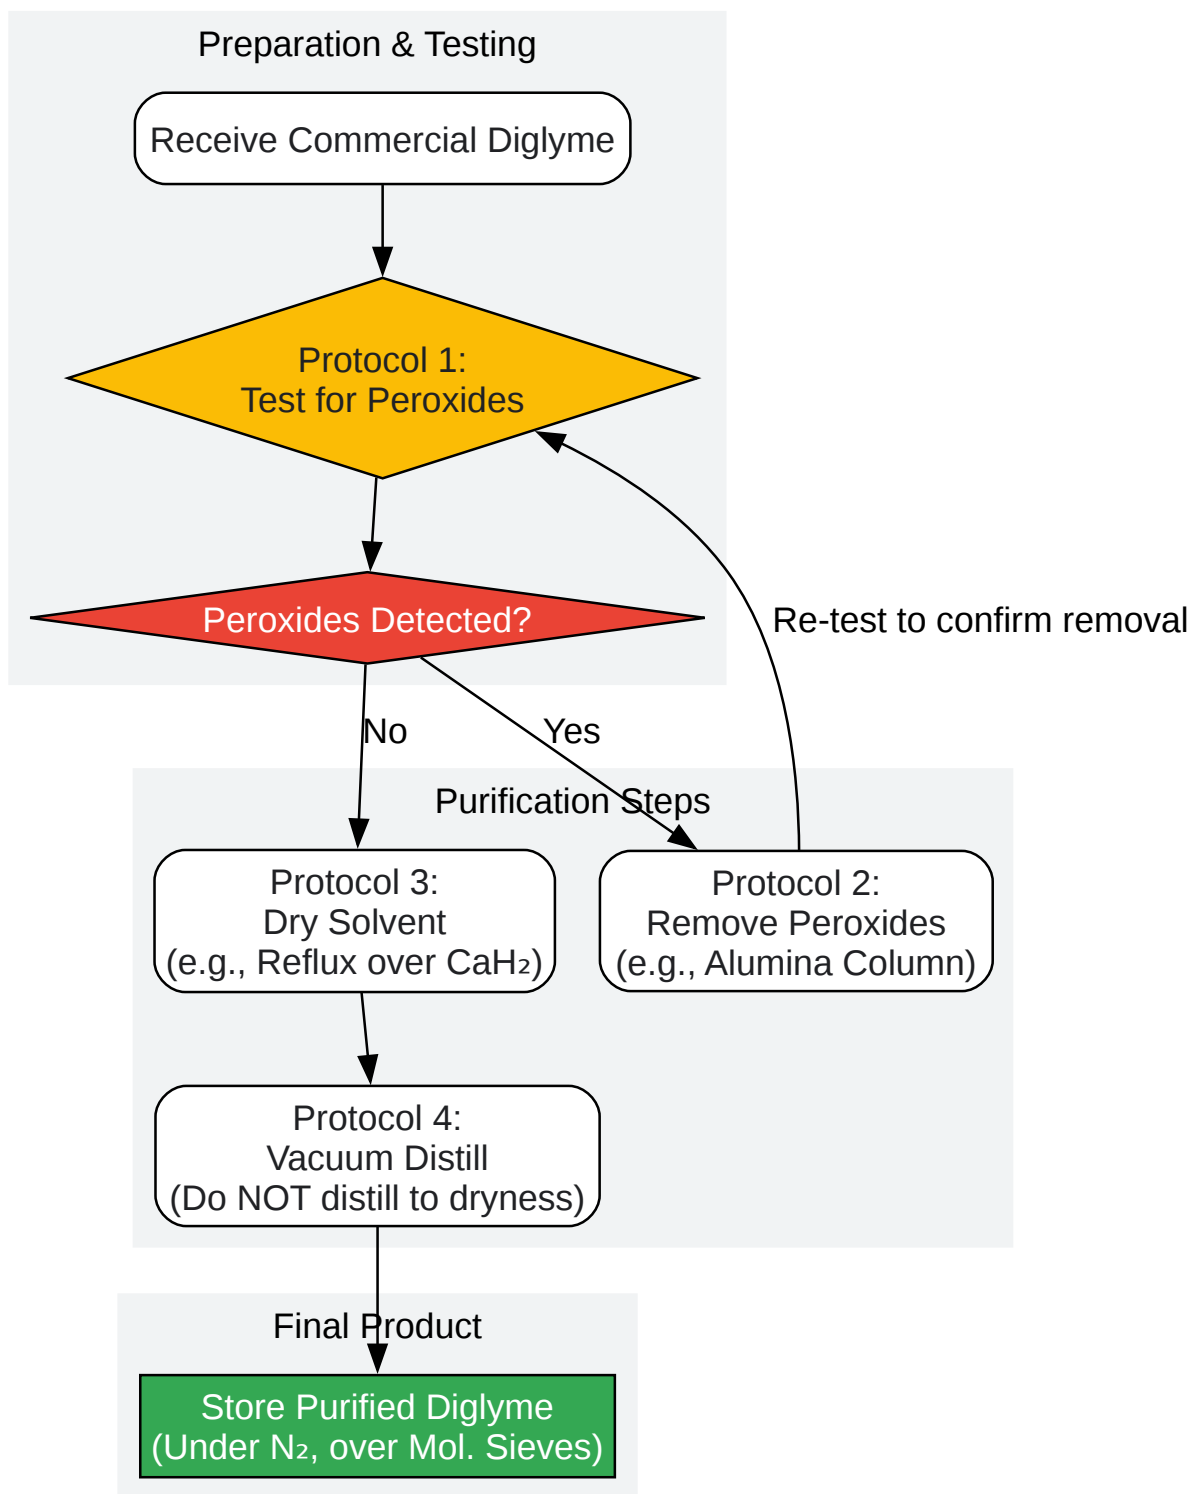 Preparation & Testing
Receive Commercial Diglyme
Protocol 1:
Test for Peroxides
Peroxides Detected?
Re-test to confirm removal
No
Yes
Purification Steps
Protocol 3:
Dry Solvent
(e.g., Reflux over CaH₂)
Protocol 2:
Remove Peroxides
(e.g., Alumina Column)
Protocol 4:
Vacuum Distill
(Do NOT distill to dryness)
Final Product
Store Purified Diglyme
(Under N₂, over Mol. Sieves)